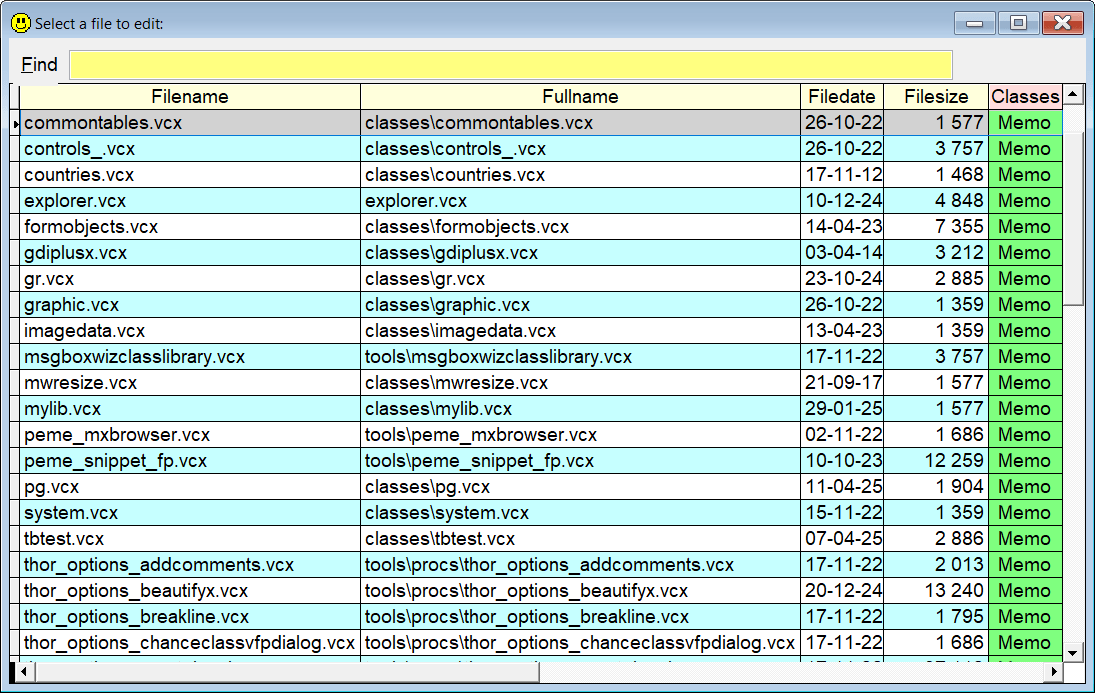 Select a file to edit:
Find
Filename Fullname Filedate Filesize Classes
commontables.vcx classes\commontables.vcx 26-10-22 1 577 Memo
controls_.vcx classes\controls_.vcx 26-10-22 3 757 Memo
countries.vcx classes\countries.vcx 17-11-12 1 468 Memo
explorer.vcx explorer.vcx 10-12-24 4 848 Memo
formobjects.vcx classes\formobjects.vcx 14-04-23 7 355 Memo
gdiplusx.vcx classes\gdiplusx.vcx 03-04-14 3 212 Memo
gr.vcx classes\gr.vcx 23-10-24 2 885 Memo
graphic.vcx classes\graphic.vcx 26-10-22 1 359 Memo
imagedata.vcx classes\imagedata.vcx 13-04-23 1 359 Memo
msgboxwizclasslibrary.vcx tools\msgboxwizclasslibrary.vcx 17-11-22 3 757 Memo
mwresize.vcx classes\mwresize.vcx 21-09-17 1 577 Memo
mylib.vcx classes\mylib.vcx 29-01-25 1 577 Memo
peme_mxbrowser.vcx tools\peme_mxbrowser.vcx 02-11-22 1 686 Memo
peme_snippet_fp.vcx tools\peme_snippet_fp.vcx 10-10-23 12 259 Memo
pg.vcx classes\pg.vcx 11-04-25 1 904 Memo
system.vcx classes\system.vcx 15-11-22 1 359 Memo
tbtest.vcx classes\tbtest.vcx 07-04-25 2 886 Memo
thor_options_addcomments.vcx tools\procs\thor_options_addcomments.vcx 17-11-22 2 013 Memo
thor_options_beautifyx.vcx tools\procs\thor_options_beautifyx.vcx 20-12-24 13 240 Memo
thor_options_breakline.vcx tools\procs\thor_options_breakline.vcx 17-11-22 1 795 Memo
thor_options_chanceclassvfpdialog.vcx tools\procs\thor_options_chanceclassvfpdialog.vcx 17-11-22 1 686 Memo